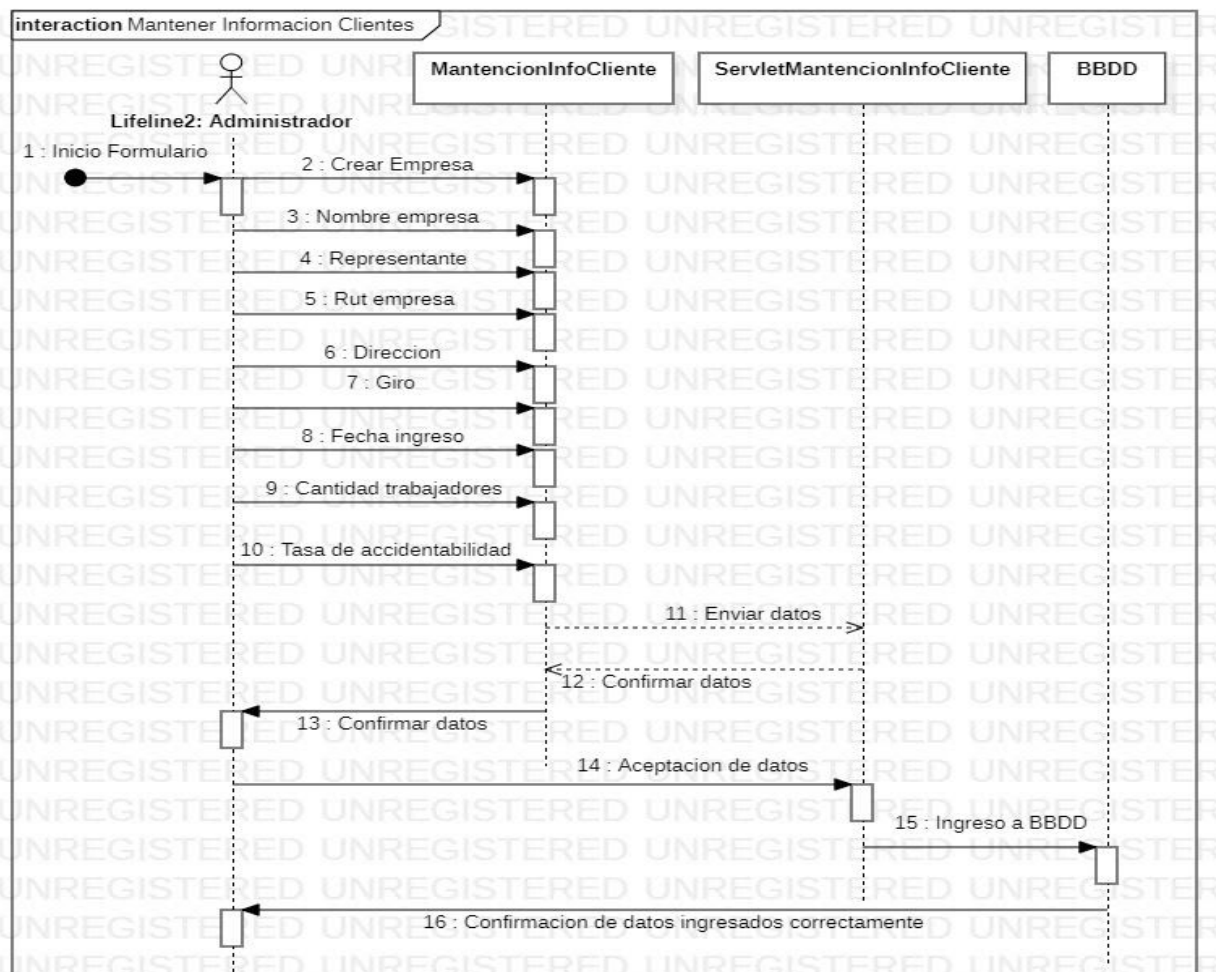 interaction Mantener Informacion Clientes
MantencionInfoCliente
ServletMantencionInfoCliente
BBDD
Lifeline2: Administrador
1 : Inicio Formulario
2 : Crear Empresa
3 : Nombre empresa
4 : Representante
5 : Rut empresa
6 : Direccion
7 : Giro
8 : Fecha ingreso
9 : Cantidad trabajadores
10 : Tasa de accidentabilidad
11 : Enviar datos
12 : Confirmar datos
13 : Confirmar datos
14 : Aceptacion de datos
15 : Ingreso a BBDD
16 : Confirmacion de datos ingresados correctamente
UNREGISTERED